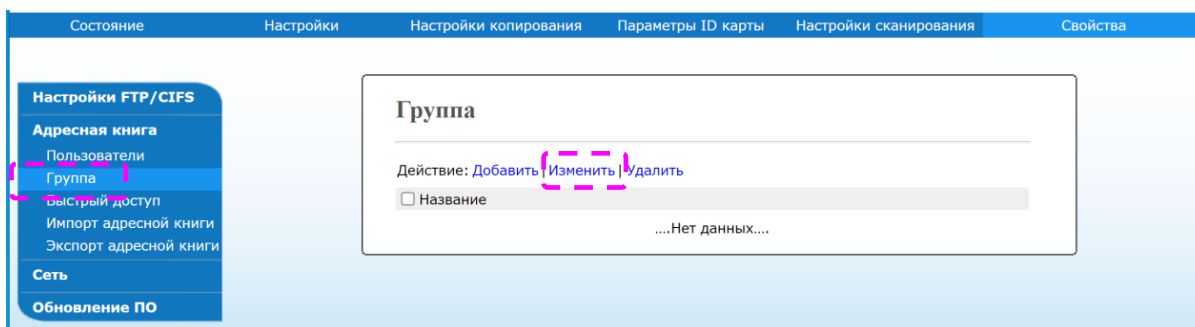 Состояние Настройки Настройки копирования Параметры ID карты Настройки сканирования Свойства
Настройки FTP/CIFS
Адресная книга
Пользователи
Группа
Быстрый доступ
Импорт адресной книги
Экспорт адресной книги
Сеть
Обновление ПО
Группа
Действие: Добавить | Изменить | Удалить
Название
....Нет данных....